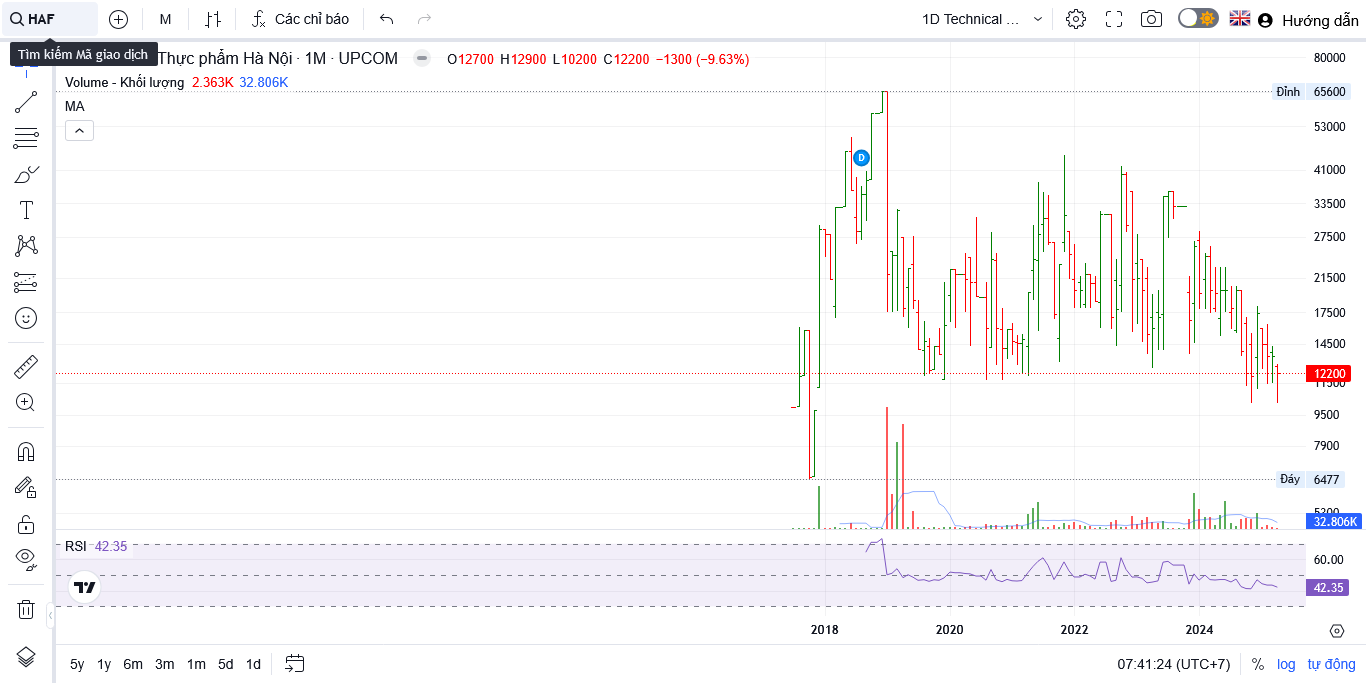 HAF M Các chỉ báo 1D Technical ... Hướng dẫn
Tìm kiếm Mã giao dịch
Thực phẩm Hà Nội · 1M · UPCOM O12700 H12900 L10200 C12200 −1300 (−9.63%)
Volume - Khối lượng 2.363K 32.806K
MA
80000
Đỉnh 65600
53000
41000
33500
27500
21500
17500
14500
12200
11500
9500
7900
Đáy 6477
5200
32.806K
D
RSI 42.35
60.00
42.35
2018 2020 2022 2024
5y 1y 6m 3m 1m 5d 1d 07:41:24 (UTC+7) % log tự động